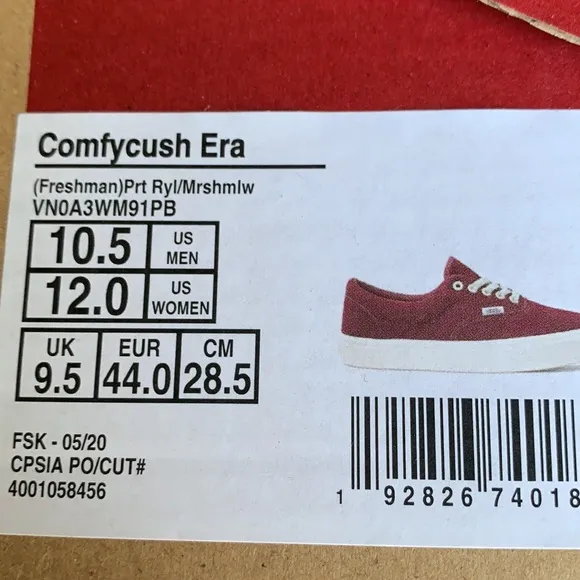 Comfycush Era
(Freshman)Prt Ryl/Mrshmlw
VN0A3WM91PB
10.5 US MEN
12.0 US WOMEN
UK EUR CM
9.5 44.0 28.5
FSK - 05/20
CPSIA PO/CUT#
4001058456
1 92826 74018